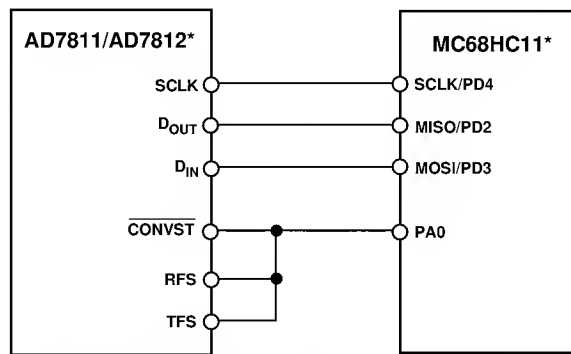 AD7811/AD7812*
MC68HC11*
SCLK
SCLK/PD4
DOUT
MISO/PD2
DIN
MOSI/PD3
CONVST
PA0
RFS
TFS